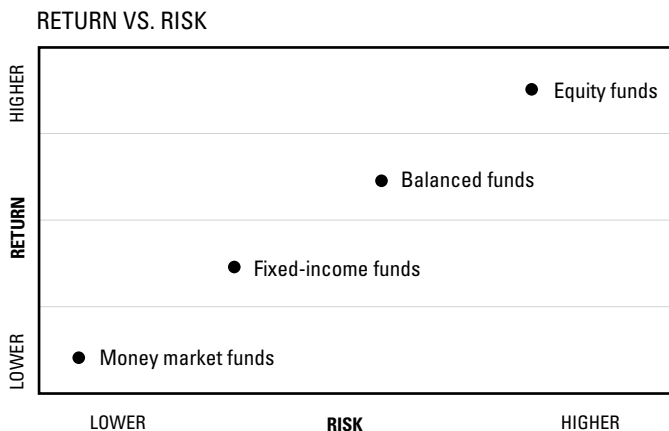 RETURN VS. RISK
HIGHER
Equity funds
Balanced funds
RETURN
Fixed-income funds
LOWER
Money market funds
LOWER
RISK
HIGHER